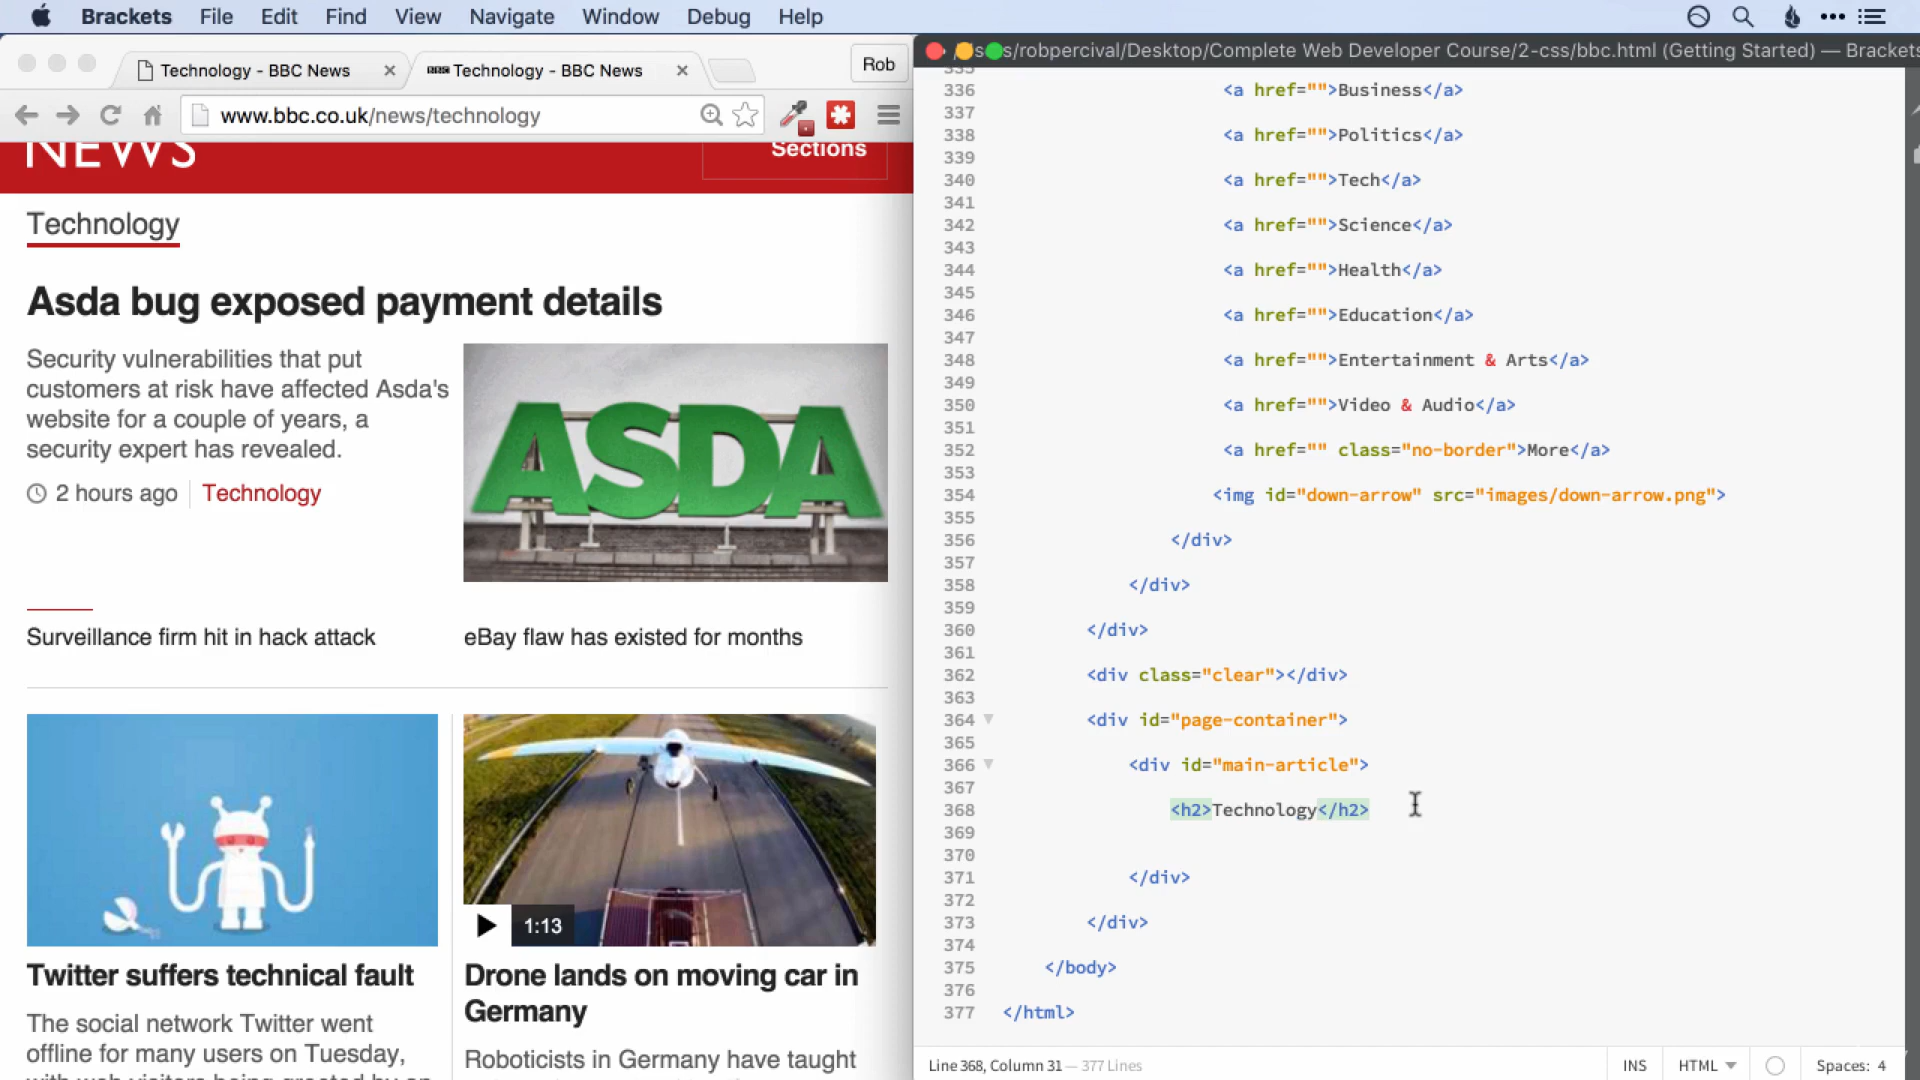 Brackets File Edit Find View Navigate Window Debug Help
Technology - BBC News
BBC Technology - BBC News
Rob
s/robpercival/Desktop/Complete Web Developer Course/2-css/bbc.html (Getting Started) — Brackets
www.bbc.co.uk/news/technology
NEWS
Sections
Technology
Asda bug exposed payment details
Security vulnerabilities that put
customers at risk have affected Asda's
website for a couple of years, a
security expert has revealed.
2 hours ago Technology
ASDA
Surveillance firm hit in hack attack
eBay flaw has existed for months
1:13
Twitter suffers technical fault
The social network Twitter went
offline for many users on Tuesday,
Drone lands on moving car in
Germany
Roboticists in Germany have taught
335
336 <a href="">Business</a>
337
338 <a href="">Politics</a>
339
340 <a href="">Tech</a>
341
342 <a href="">Science</a>
343
344 <a href="">Health</a>
345
346 <a href="">Education</a>
347
348 <a href="">Entertainment & Arts</a>
349
350 <a href="">Video & Audio</a>
351
352 <a href="" class="no-border">More</a>
353
354 <img id="down-arrow" src="images/down-arrow.png">
355
356 </div>
357
358 </div>
359
360 </div>
361
362 <div class="clear"></div>
363
364 <div id="page-container">
365
366 <div id="main-article">
367
368 <h2>Technology</h2>
369
370
371 </div>
372
373 </div>
374
375 </body>
376
377 </html>
Line 368, Column 31 — 377 Lines
INS
HTML
Spaces: 4